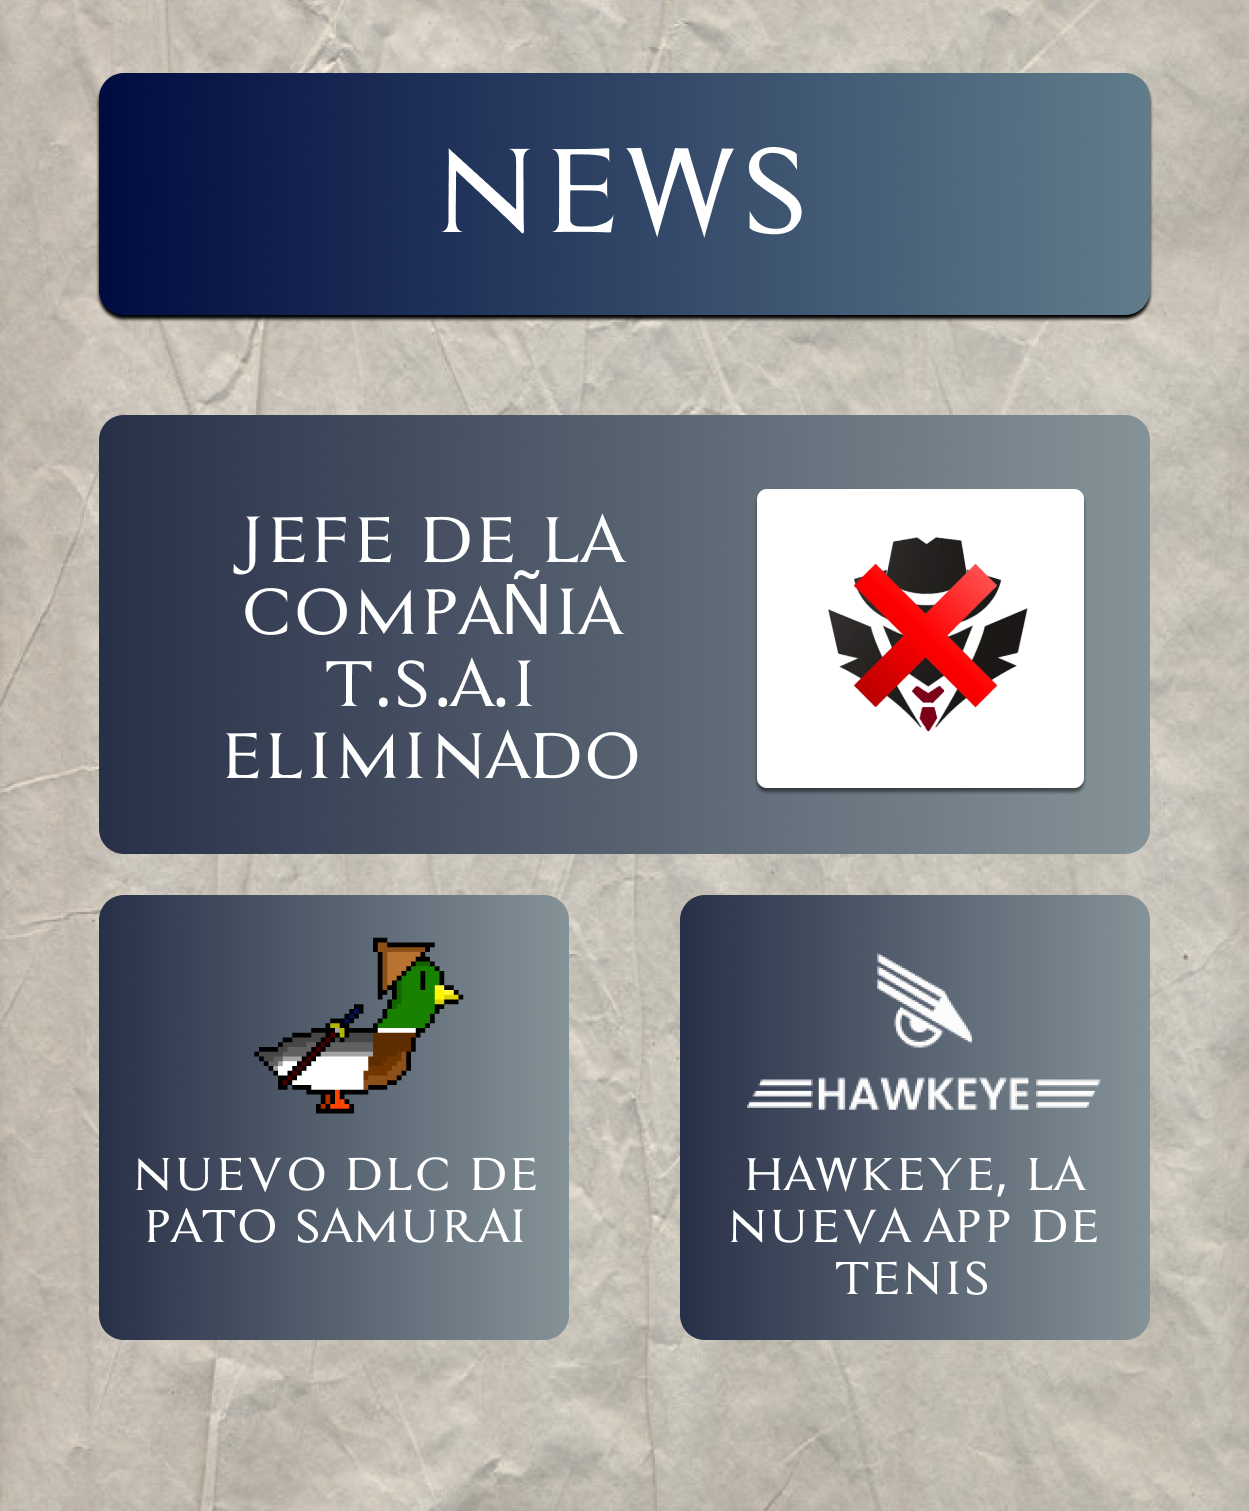 NEWS
JEFE DE LA
COMPAÑIA
T.S.A.I
ELIMINADO
NUEVO DLC DE
PATO SAMURAI
HAWKEYE
HAWKEYE, LA
NUEVA APP DE
TENIS